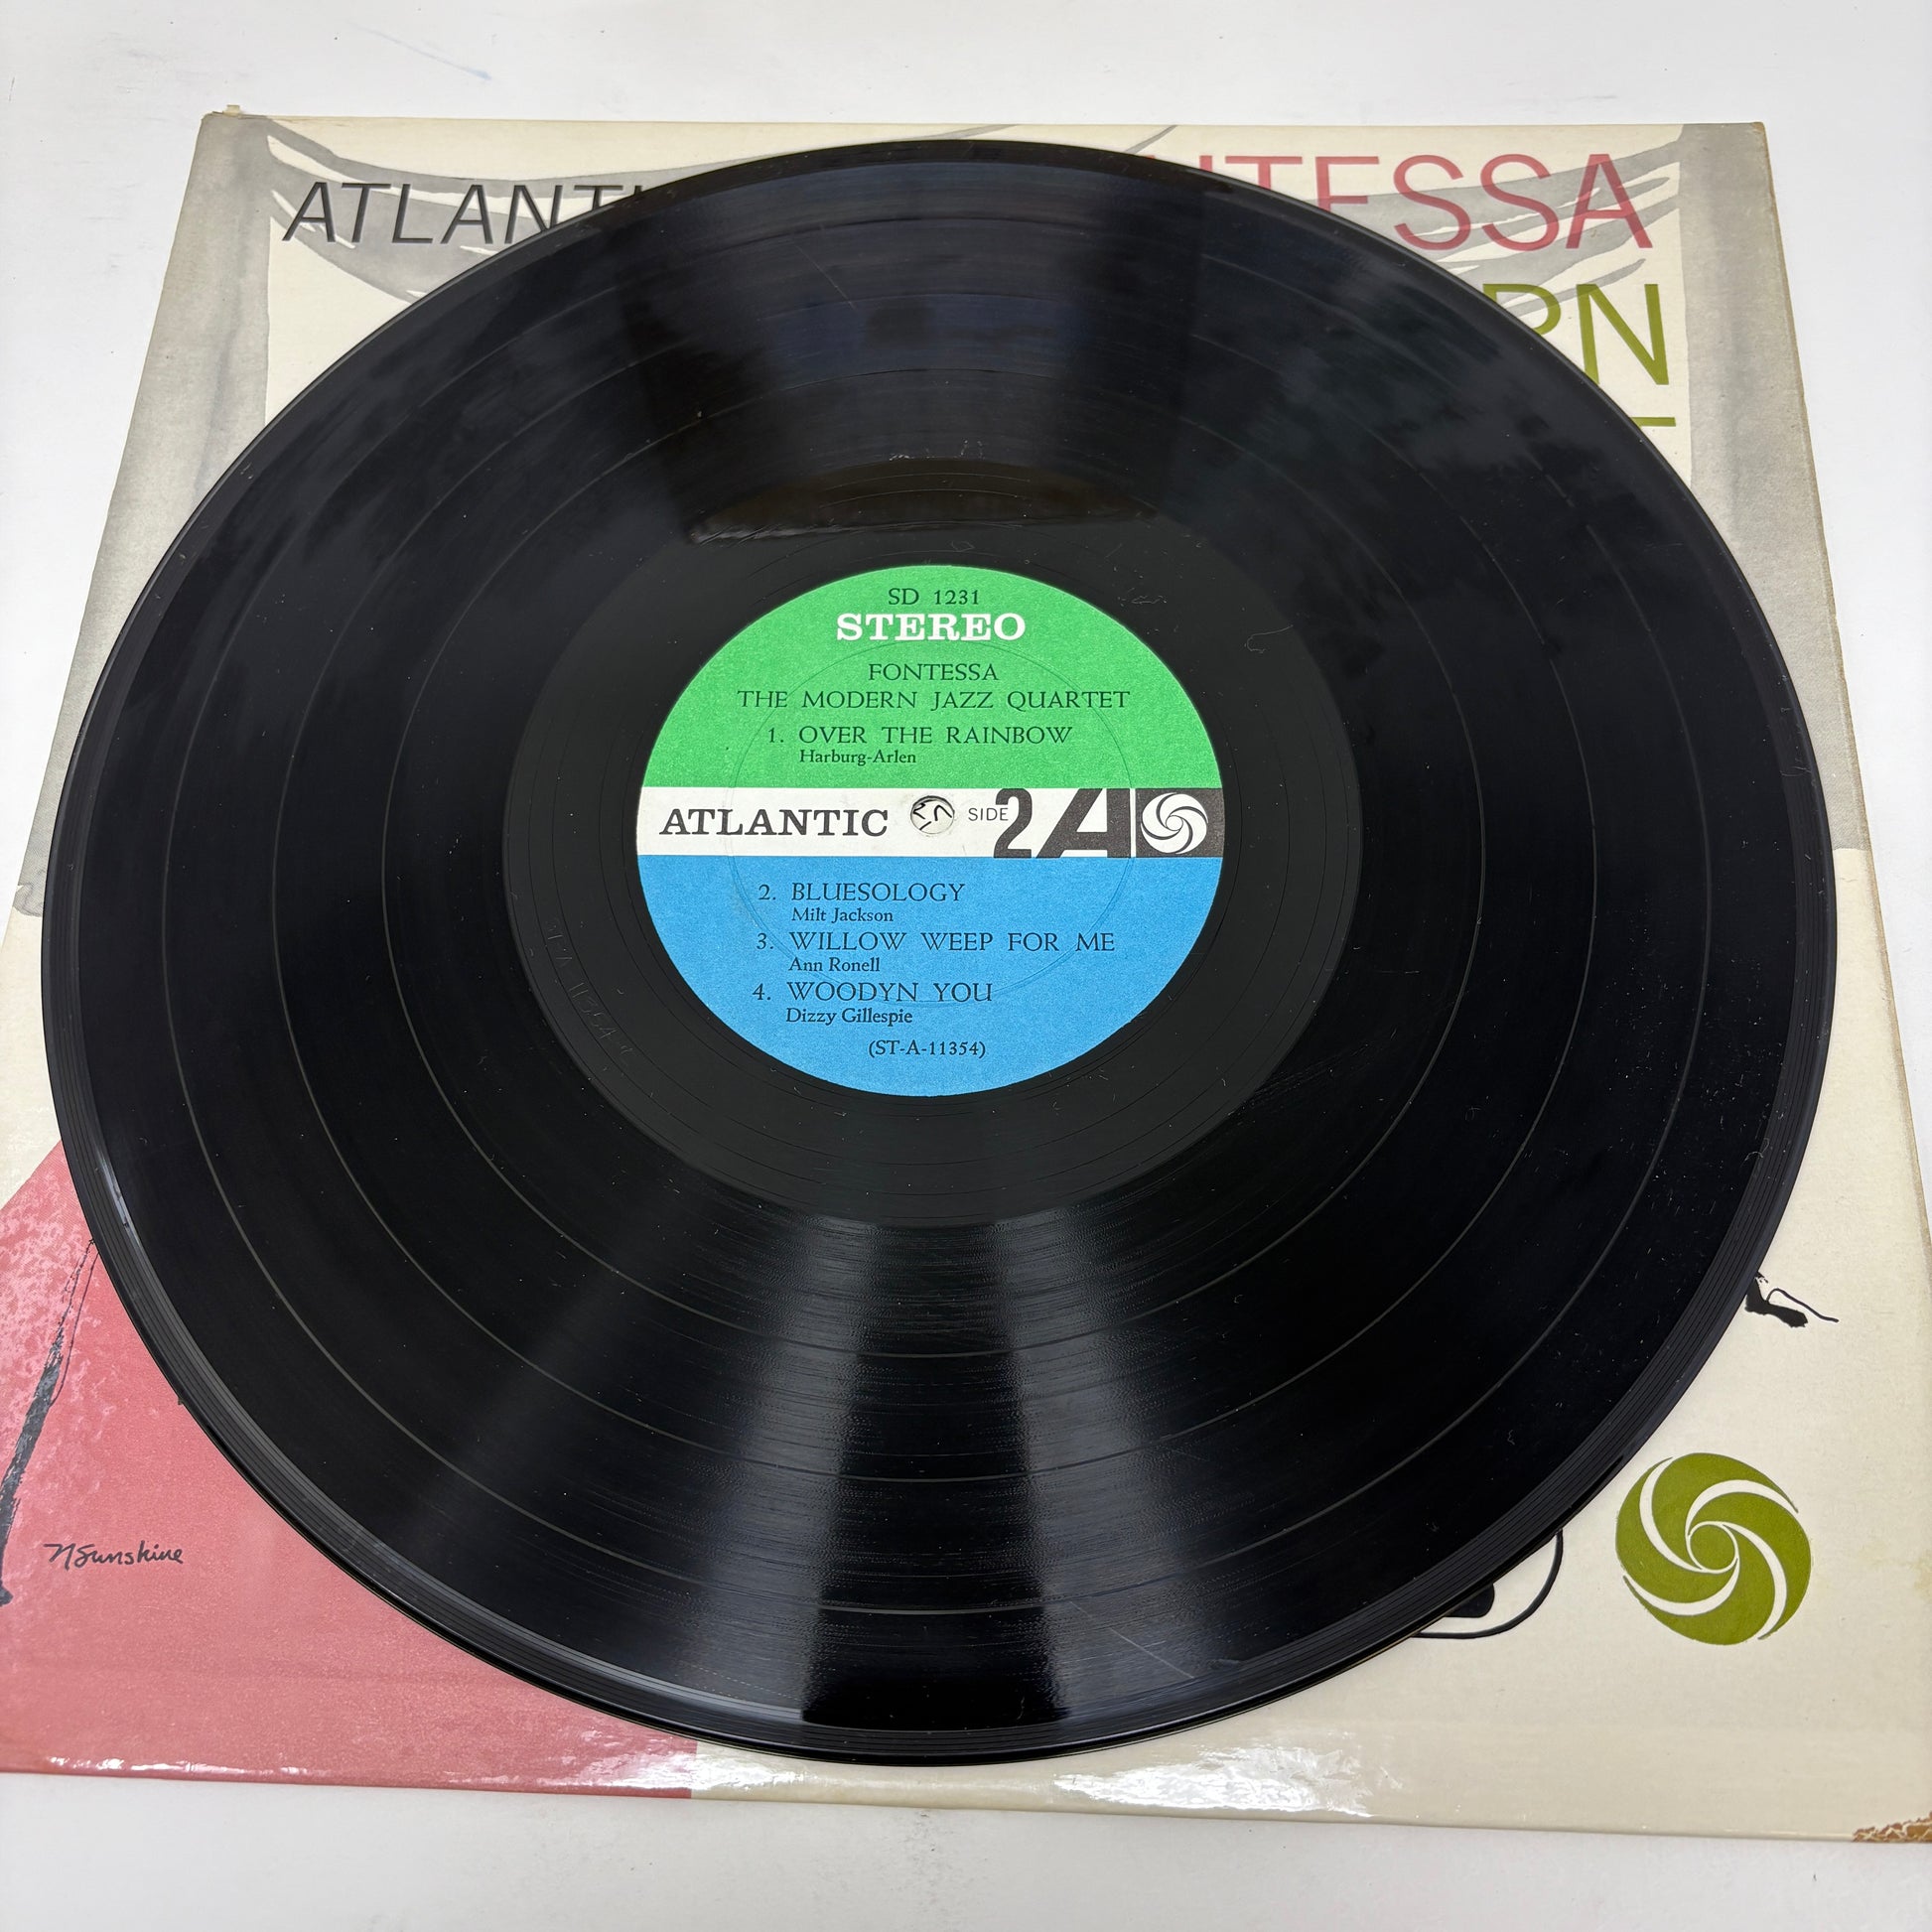 ATLANTI
NTESSA
RN
SD 1231
STEREO
FONTESSA
THE MODERN JAZZ QUARTET
1. OVER THE RAINBOW
Harburg-Arlen
ATLANTIC SIDE 2 A
2. BLUESOLOGY
Milt Jackson
3. WILLOW WEEP FOR ME
Ann Ronell
4. WOODYN YOU
Dizzy Gillespie
(ST-A-11354)
NSunshine